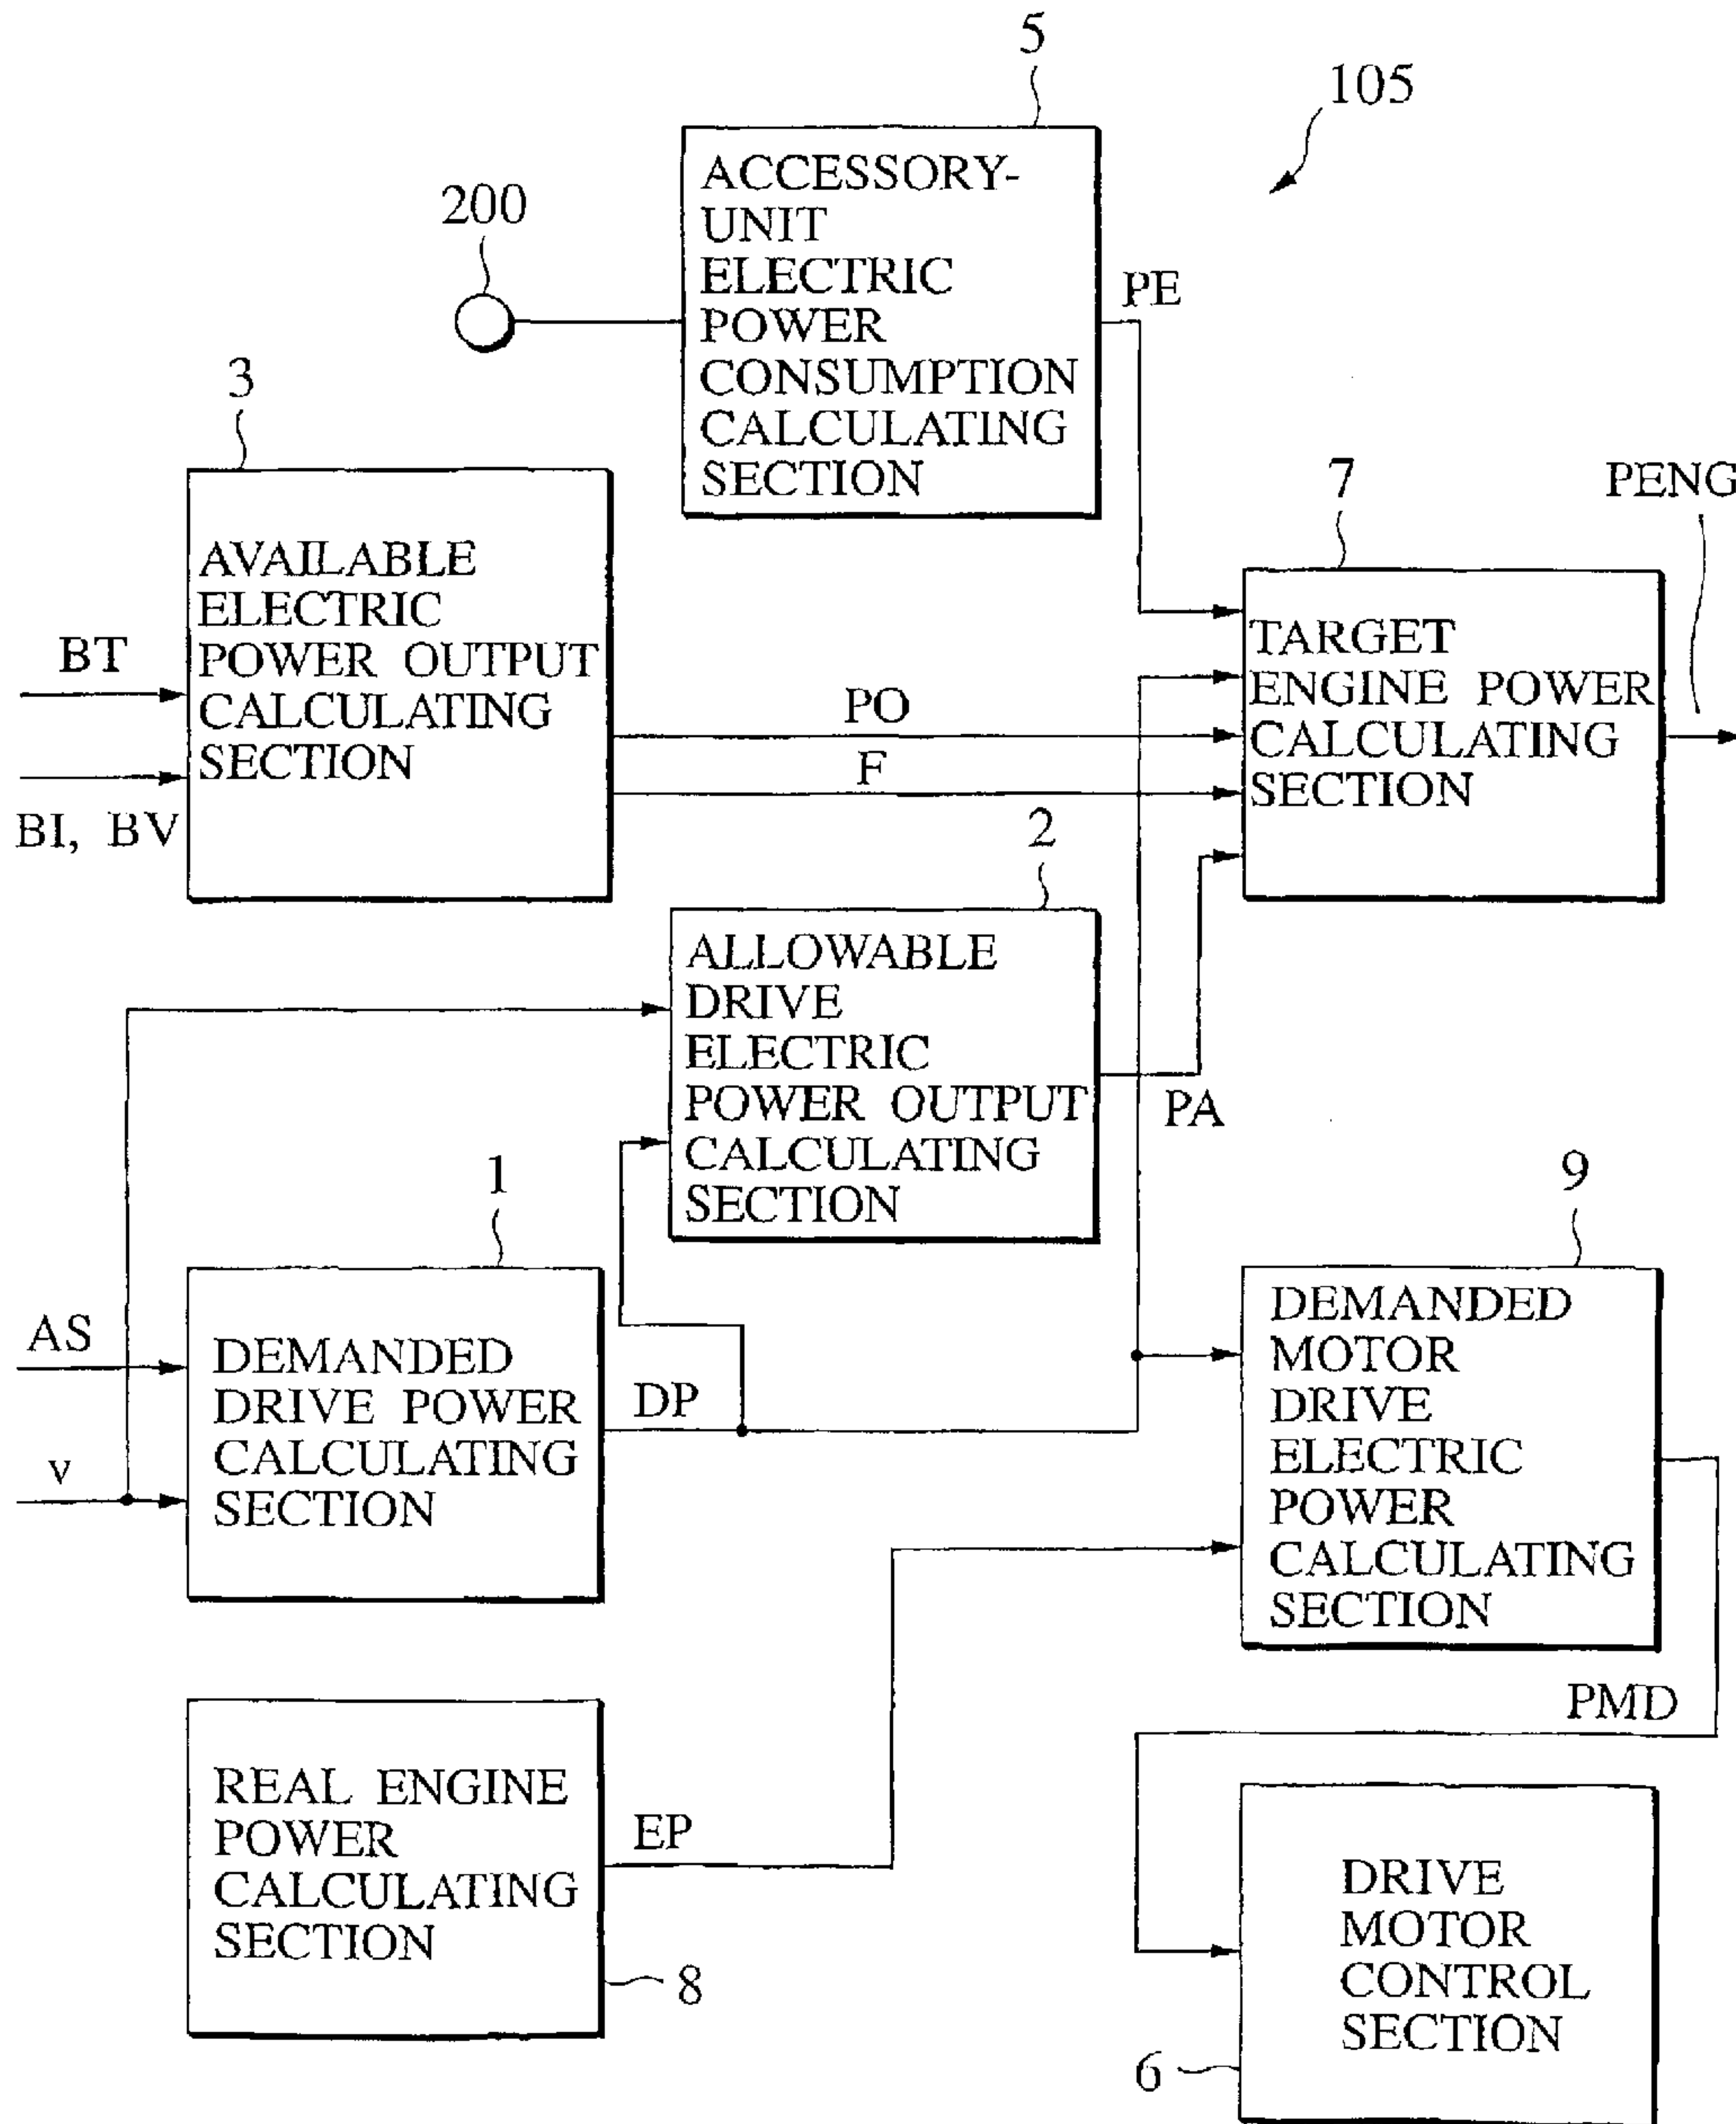 5
105
ACCESSORY-
UNIT
ELECTRIC
POWER
CONSUMPTION
CALCULATING
SECTION
200
PE
3
AVAILABLE
ELECTRIC
POWER OUTPUT
CALCULATING
SECTION
BT
BI, BV
PO
F
7
PENG
TARGET
ENGINE POWER
CALCULATING
SECTION
2
ALLOWABLE
DRIVE
ELECTRIC
POWER OUTPUT
CALCULATING
SECTION
PA
1
AS
v
DEMANDED
DRIVE POWER
CALCULATING
SECTION
DP
9
DEMANDED
MOTOR
DRIVE
ELECTRIC
POWER
CALCULATING
SECTION
PMD
REAL ENGINE
POWER
CALCULATING
SECTION
EP
8
DRIVE
MOTOR
CONTROL
SECTION
6